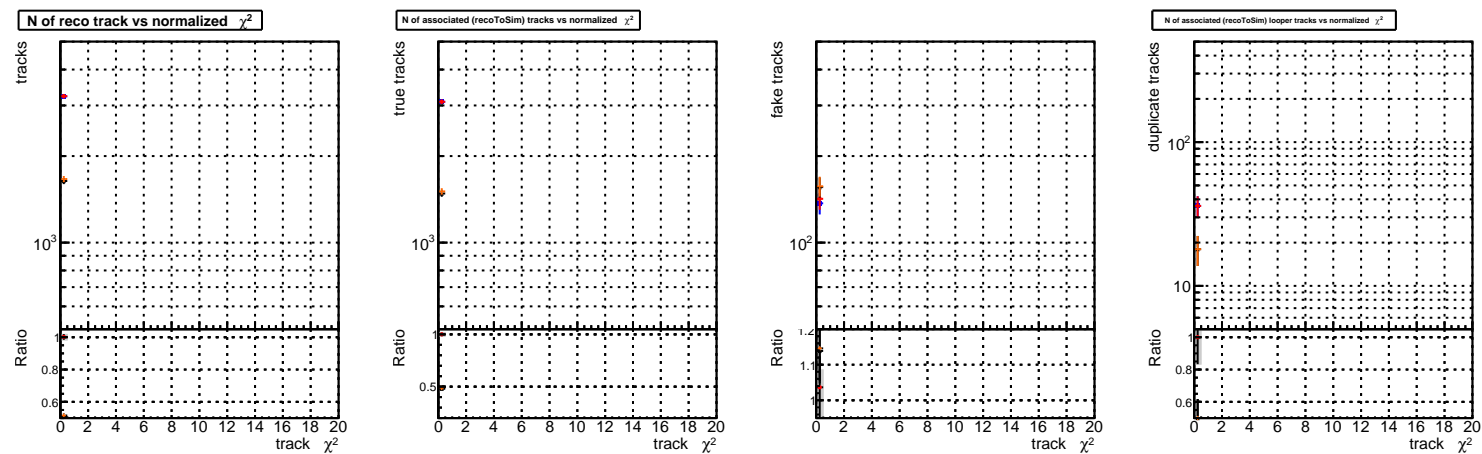 N of reco track vs normalized χ²
tracks
10³
Ratio
1
0.8
0.6
0 2 4 6 8 10 12 14 16 18 20
track χ²
N of associated (recoToSim) tracks vs normalized χ²
true tracks
10³
Ratio
1
0.5
0 2 4 6 8 10 12 14 16 18 20
track χ²
fake tracks
10²
Ratio
1.2
1.1
1
0 2 4 6 8 10 12 14 16 18 20
track χ²
N of associated (recoToSim) looper tracks vs normalized χ²
duplicate tracks
10²
10
Ratio
1
0.8
0.6
0 2 4 6 8 10 12 14 16 18 20
track χ²